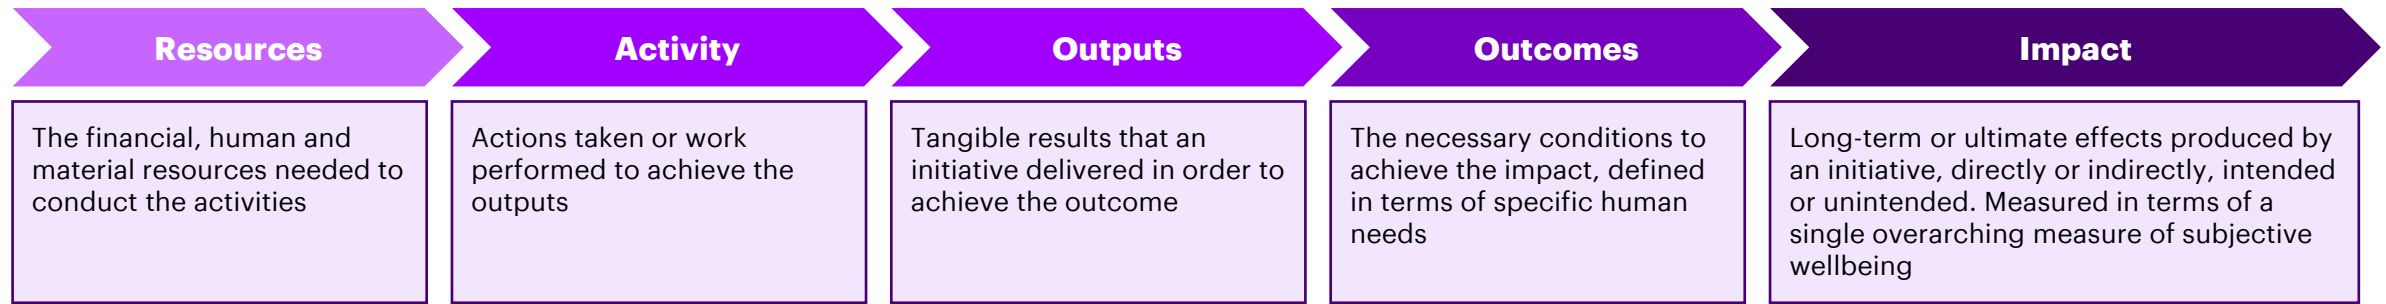 Resources
Activity
Outputs
Outcomes
Impact
The financial, human and
material resources needed to
conduct the activities
Actions taken or work
performed to achieve the
outputs
Tangible results that an
initiative delivered in order to
achieve the outcome
The necessary conditions to
achieve the impact, defined
in terms of specific human
needs
Long-term or ultimate effects produced by
an initiative, directly or indirectly, intended
or unintended. Measured in terms of a
single overarching measure of subjective
wellbeing